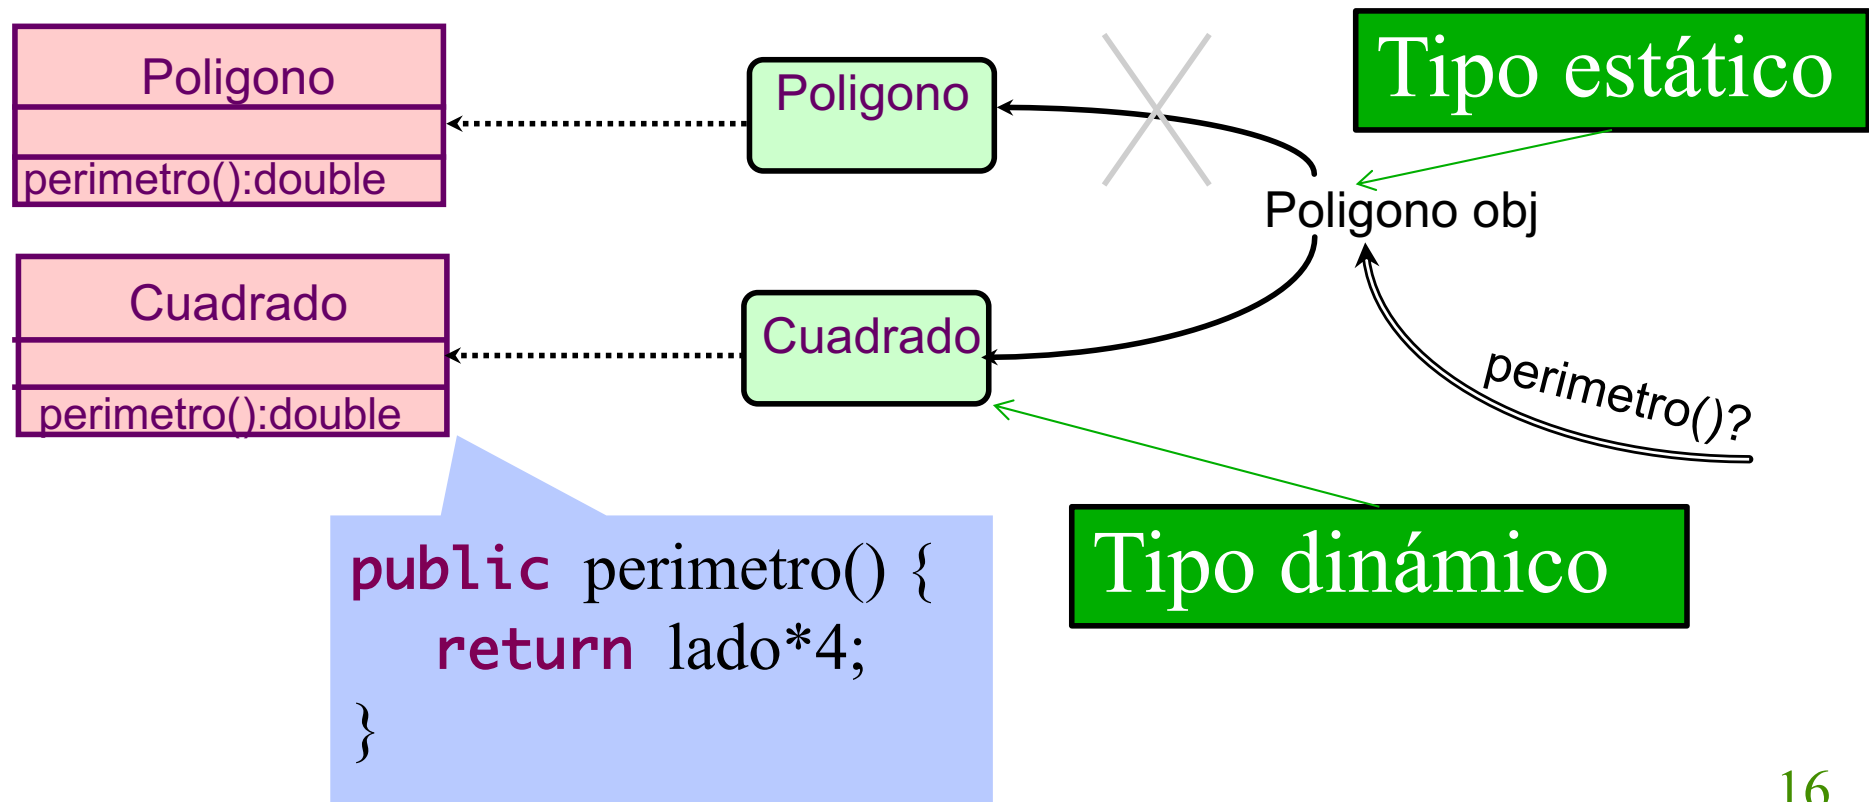 Poligono
perimetro():double
Poligono
Tipo estático
Poligono obj
Cuadrado
perimetro():double
Cuadrado
perimetro()?
Tipo dinámico
public perimetro() {
return lado*4;
}
16